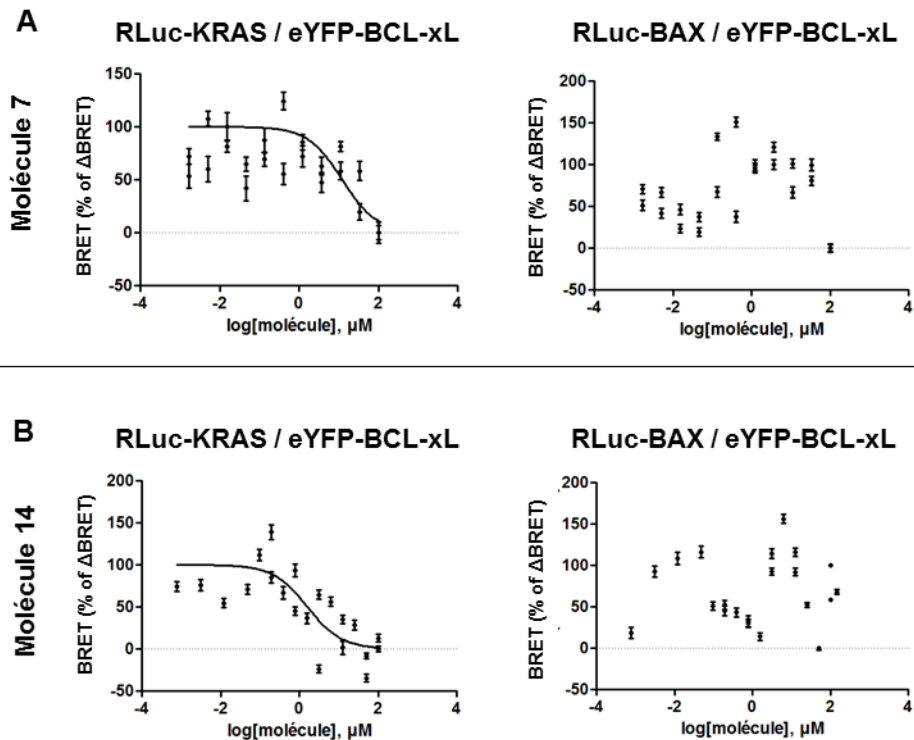 A
RLuc-KRAS / eYFP-BCL-xL
RLuc-BAX / eYFP-BCL-xL
Molécule 7
BRET (% of ΔBRET)
150
100
50
0
-50
-4
-2
0
2
4
log[molécule], µM
BRET (% of ΔBRET)
200
150
100
50
0
-50
-4
-2
0
2
4
log[molécule], µM
B
RLuc-KRAS / eYFP-BCL-xL
RLuc-BAX / eYFP-BCL-xL
Molécule 14
BRET (% of ΔBRET)
200
150
100
50
0
-50
-4
-2
0
2
4
log[molécule], µM
BRET (% of ΔBRET)
200
150
100
50
0
-50
-4
-2
0
2
4
log[molécule], µM